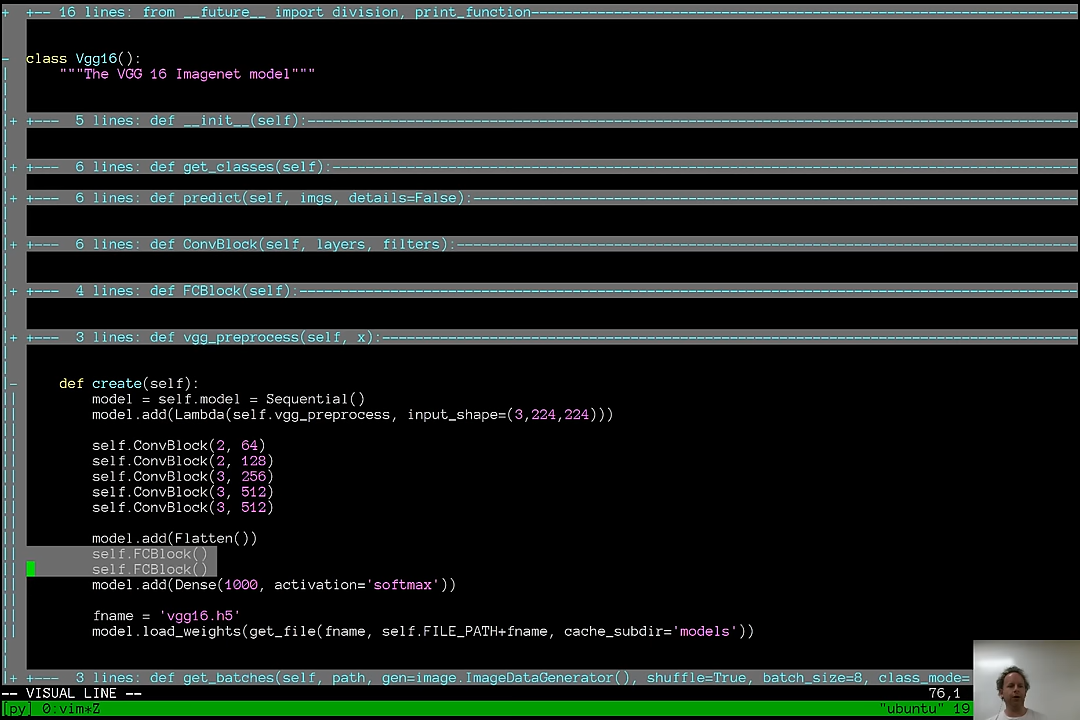 + +-- 16 lines: from __future__ import division, print_function-----------------------------------------------------------------
- class Vgg16():
"""The VGG 16 Imagenet model"""
|+ +---  5 lines: def __init__(self):---------------------------------------------------------------------------------------------
|+ +---  6 lines: def get_classes(self):------------------------------------------------------------------------------------------
|+ +---  6 lines: def predict(self, imgs, details=False):-------------------------------------------------------------------------
|+ +---  6 lines: def ConvBlock(self, layers, filters):---------------------------------------------------------------------------
|+ +---  4 lines: def FCBlock(self):----------------------------------------------------------------------------------------------
|+ +---  3 lines: def vgg_preprocess(self, x):------------------------------------------------------------------------------------
|- def create(self):
model = self.model = Sequential()
model.add(Lambda(self.vgg_preprocess, input_shape=(3,224,224)))
self.ConvBlock(2, 64)
self.ConvBlock(2, 128)
self.ConvBlock(3, 256)
self.ConvBlock(3, 512)
self.ConvBlock(3, 512)
model.add(Flatten())
self.FCBlock()
self.FCBlock()
model.add(Dense(1000, activation='softmax'))
fname = 'vgg16.h5'
model.load_weights(get_file(fname, self.FILE_PATH+fname, cache_subdir='models'))
|+ +---  3 lines: def get_batches(self, path, gen=image.ImageDataGenerator(), shuffle=True, batch_size=8, class_mode=
-- VISUAL LINE -- 76,1
[py] 0:vim*Z "ubuntu" 19